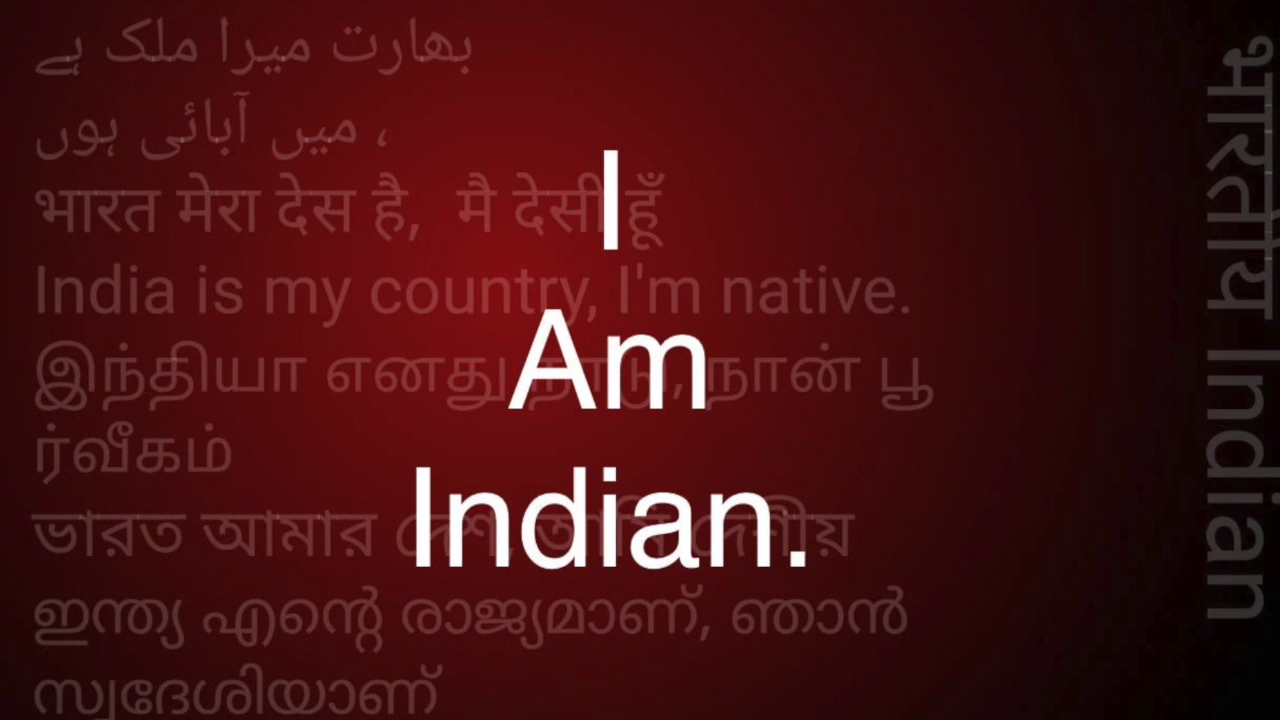 بھارت میرا ملک ہے
، میں آبائی ہوں
भारत मेरा देस है, मै देसी हूँ
India is my country, I'm native.
இந்தியா எனது நாடு, நான் பூ
ர்வீகம்
ভারত আমার দেশ, আমি দেশীয়
ഇന്ത്യ എന്റെ രാജ്യമാണ്, ഞാൻ
സ്വദേശിയാണ്
I
Am
Indian.
भारतीय Indian